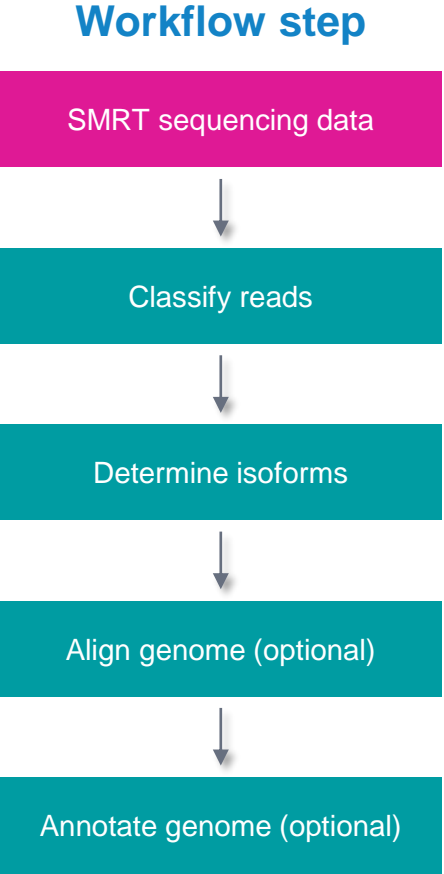 Workflow step
SMRT sequencing data
Classify reads
Determine isoforms
Align genome (optional)
Annotate genome (optional)